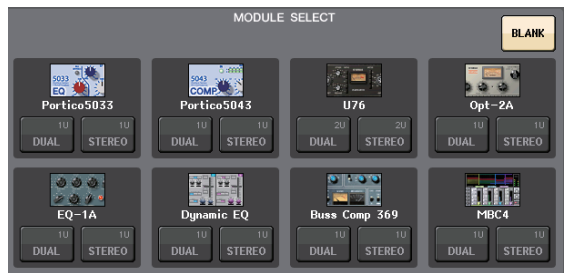 MODULE SELECT
BLANK
5033 EQ
5043 COMP
Portico5033
Portico5043
U76
Opt-2A
1U DUAL
1U STEREO
1U DUAL
1U STEREO
2U DUAL
2U STEREO
1U DUAL
1U STEREO
EQ-1A
Dynamic EQ
Buss Comp 369
MBC4
1U DUAL
1U STEREO
1U DUAL
1U STEREO
1U DUAL
1U STEREO
1U DUAL
1U STEREO